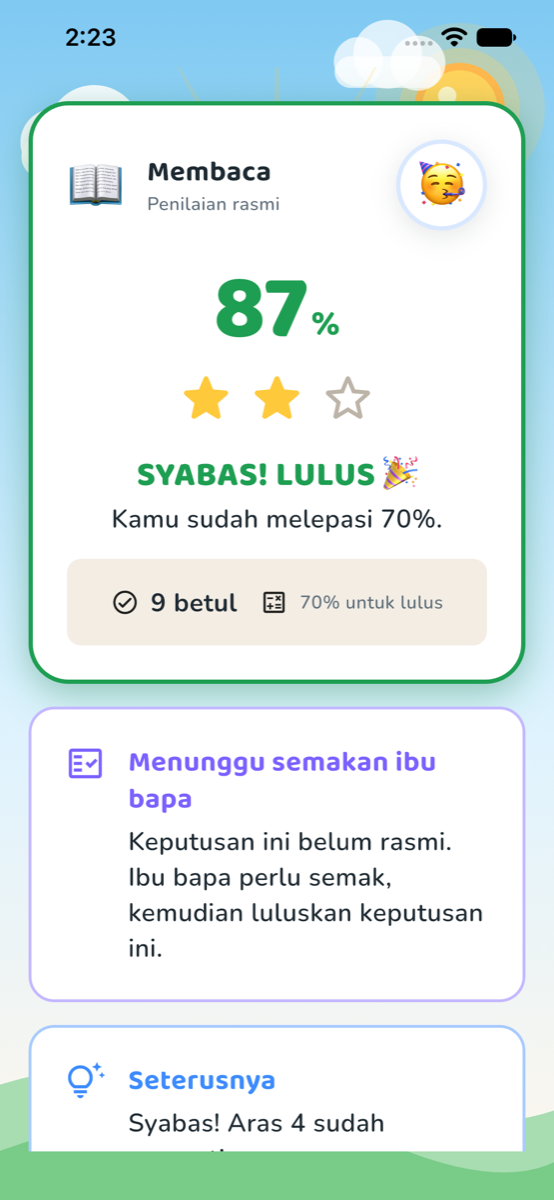 2:23
Membaca
Penilaian rasmi
87%
SYABAS! LULUS
Kamu sudah melepasi 70%.
9 betul 70% untuk lulus
Menunggu semakan ibu
bapa
Keputusan ini belum rasmi.
Ibu bapa perlu semak,
kemudian luluskan keputusan
ini.
Seterusnya
Syabas! Aras 4 sudah